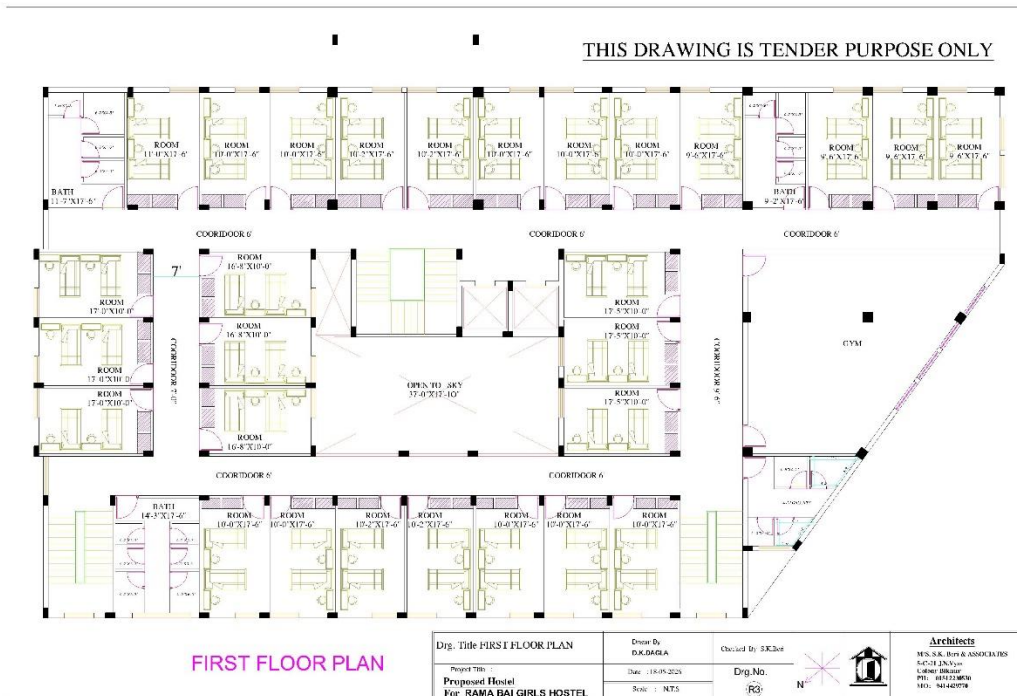 THIS DRAWING IS TENDER PURPOSE ONLY
ROOM
11'-0"X17'-6"
ROOM
10'-0"X17'-6"
ROOM
10'-0"X17'-6"
ROOM
10'-2"X17'-6"
ROOM
10'-2"X17'-6"
ROOM
10'-0"X17'-6"
ROOM
10'-0"X17'-6"
ROOM
10'-0"X17'-6"
ROOM
9'-6"X17'-6"
ROOM
9'-6"X17'-6"
ROOM
9'-6"X17'-6"
ROOM
9'-6"X17'-6"
BATH
11'-7"X17'-6"
BATH
9'-2"X17'-6"
COORIDOOR 6'
COORIDOOR 6'
COORIDOOR 6'
7'
ROOM
17'-0"X10'-0"
ROOM
16'-8"X10'-0"
ROOM
17'-5"X10'-0"
ROOM
17'-0"X10'-0"
ROOM
16'-8"X10'-0"
ROOM
17'-5"X10'-0"
GYM
COORIDOOR 7'-0"
OPEN TO SKY
37'-0"X17'-10"
COORIDOOR 9'-6"
ROOM
17'-0"X10'-0"
ROOM
16'-8"X10'-0"
ROOM
17'-5"X10'-0"
COORIDOOR 6'
COORIDOOR 6'
BATH
14'-3"X17'-6"
ROOM
10'-0"X17'-6"
ROOM
10'-0"X17'-6"
ROOM
10'-2"X17'-6"
ROOM
10'-2"X17'-6"
ROOM
10'-0"X17'-6"
ROOM
10'-0"X17'-6"
ROOM
10'-0"X17'-6"
FIRST FLOOR PLAN
Drg. Title FIRST FLOOR PLAN
Project Title :
Proposed Hostel
For RAMA BAI GIRLS HOSTEL
Drawn By
D.K.DAGLA
Date : 18-05-2025
Scale : N.T.S
Checked By S.K.Beri
Drg.No.
R3
N
Architects
M/S. S.K. Beri & ASSOCIATES
Colony Bikaner